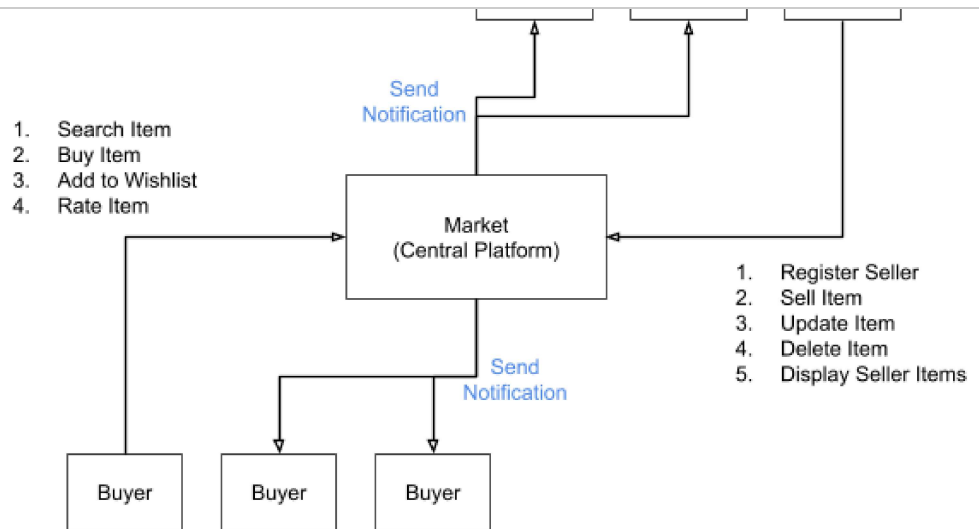 Send
Notification
1. Search Item
2. Buy Item
3. Add to Wishlist
4. Rate Item
Market
(Central Platform)
1. Register Seller
2. Sell Item
3. Update Item
4. Delete Item
5. Display Seller Items
Send
Notification
Buyer
Buyer
Buyer